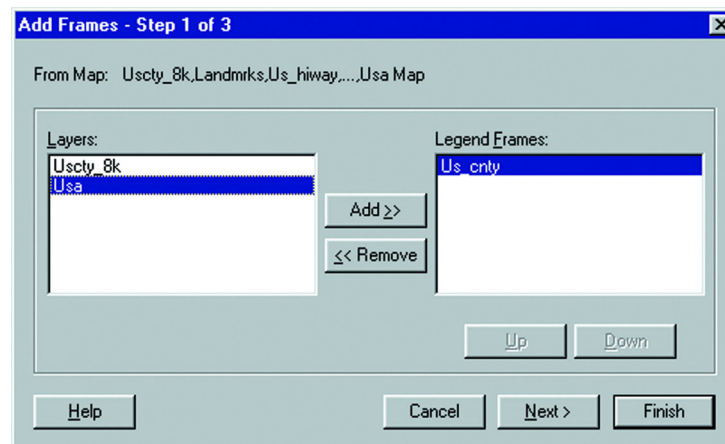 Add Frames - Step 1 of 3
From Map: Uscty_8k,Landmrks,Us_hiway,...,Usa Map
Layers:
Uscty_8k
Usa
Add >>
<< Remove
Legend Frames:
Us_cnty
Up
Down
Help
Cancel
Next >
Finish